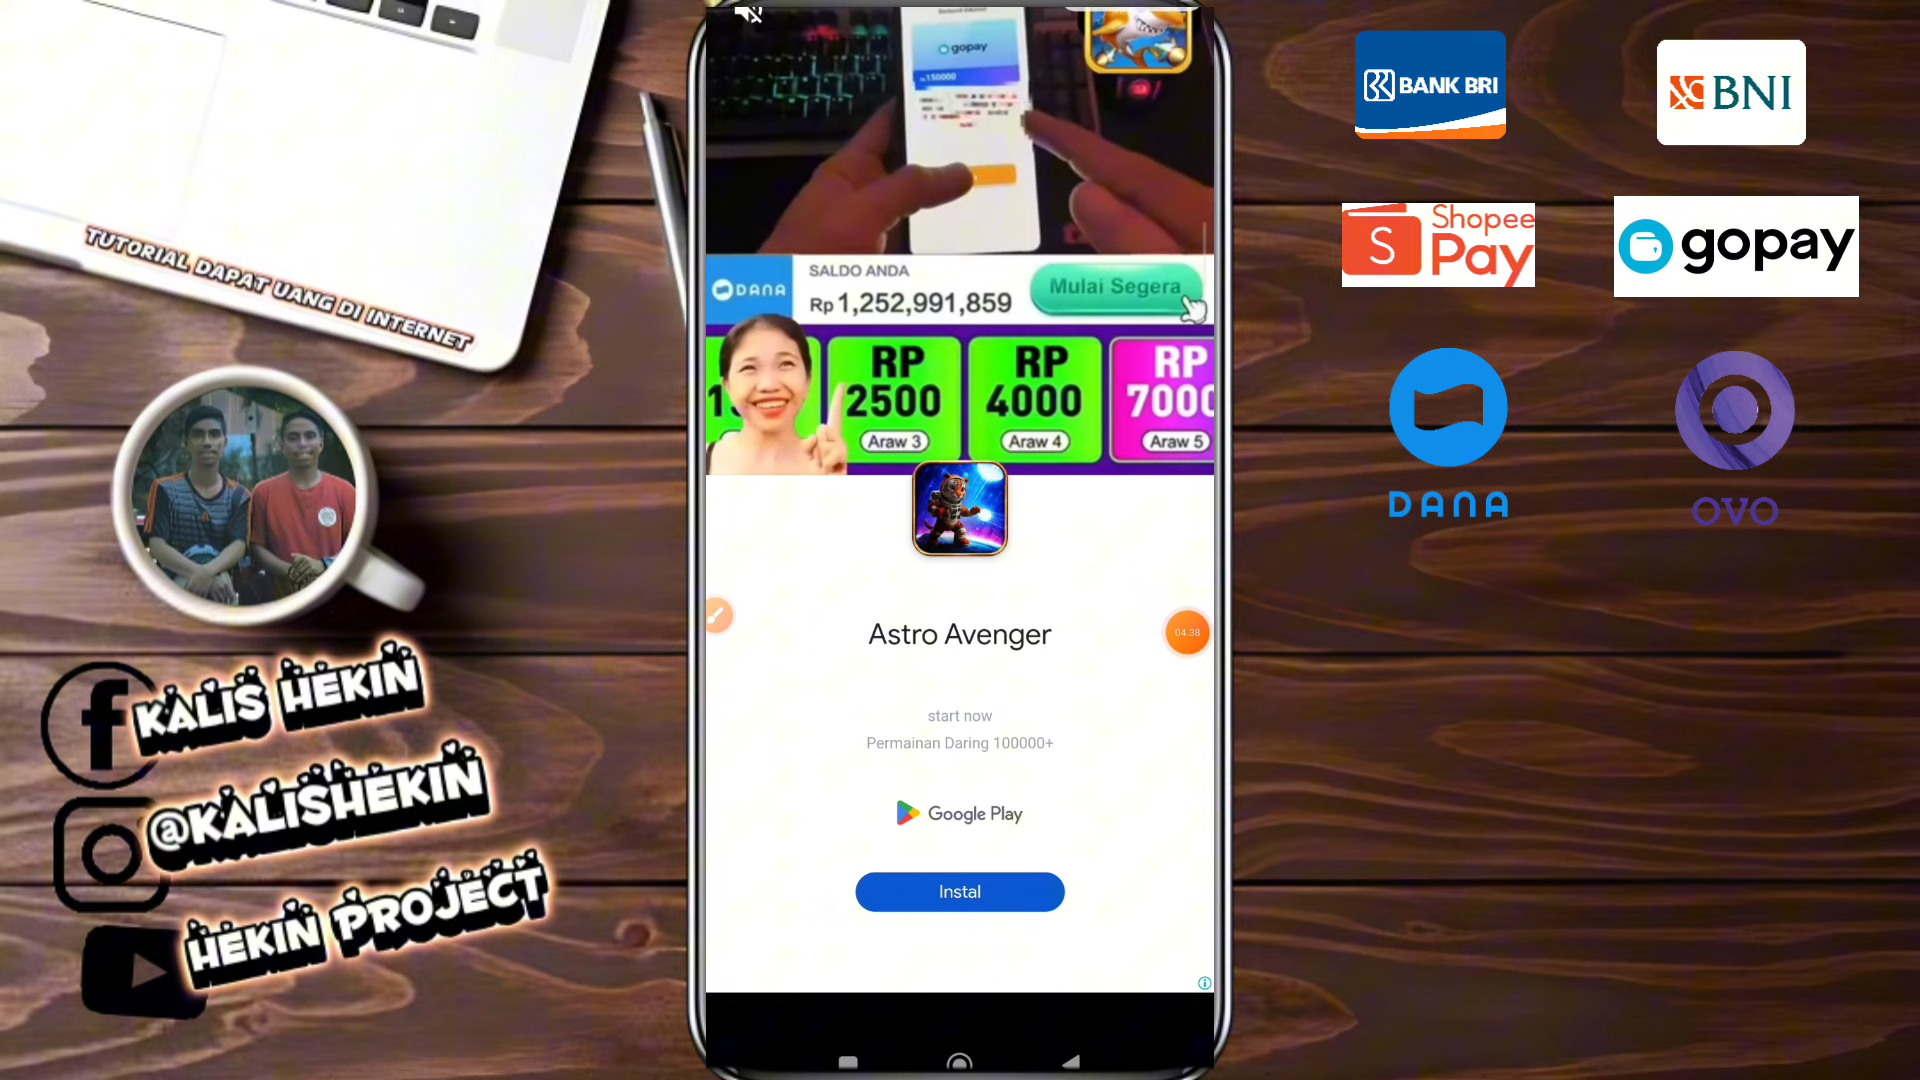 TUTORIAL DAPAT UANG DI INTERNET
KALIS HEKIN
@KALISHEKIN
HEKIN PROJECT
gopay
Rp 150000
DANA
SALDO ANDA
Rp 1,252,991,859
Mulai Segera
RP
2500
Araw 3
RP
4000
Araw 4
RP
7000
Araw 5
Astro Avenger
04.38
start now
Permainan Daring 100000+
Google Play
Instal
BANK BRI
BNI
S
Shopee
Pay
gopay
DANA
OVO